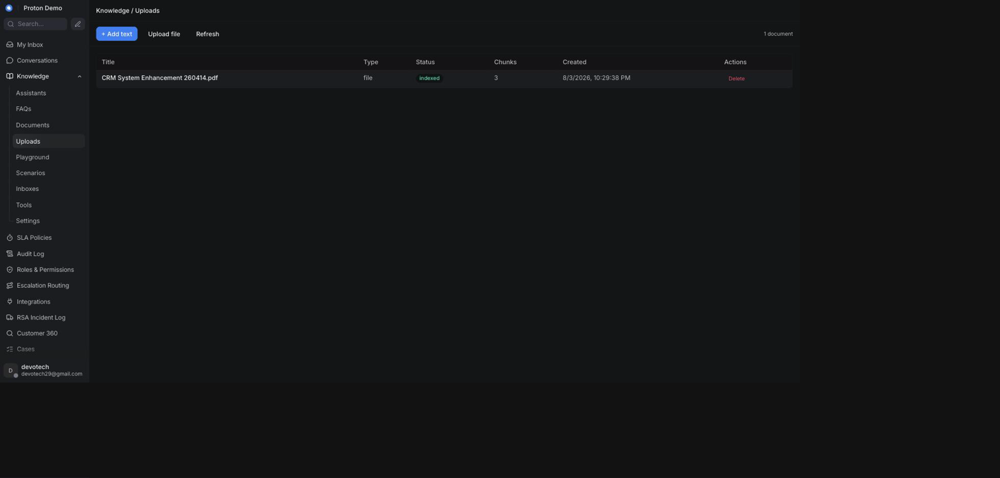 Proton Demo
Search...
My Inbox
Conversations
Knowledge
Assistants
FAQs
Documents
Uploads
Playground
Scenarios
Inboxes
Tools
Settings
SLA Policies
Audit Log
Roles & Permissions
Escalation Routing
Integrations
RSA Incident Log
Customer 360
Cases
D
devotech
devotech29@gmail.com
Knowledge / Uploads
+ Add text Upload file Refresh 1 document
Title Type Status Chunks Created Actions
CRM System Enhancement 260414.pdf file indexed 3 8/3/2026, 10:29:38 PM Delete